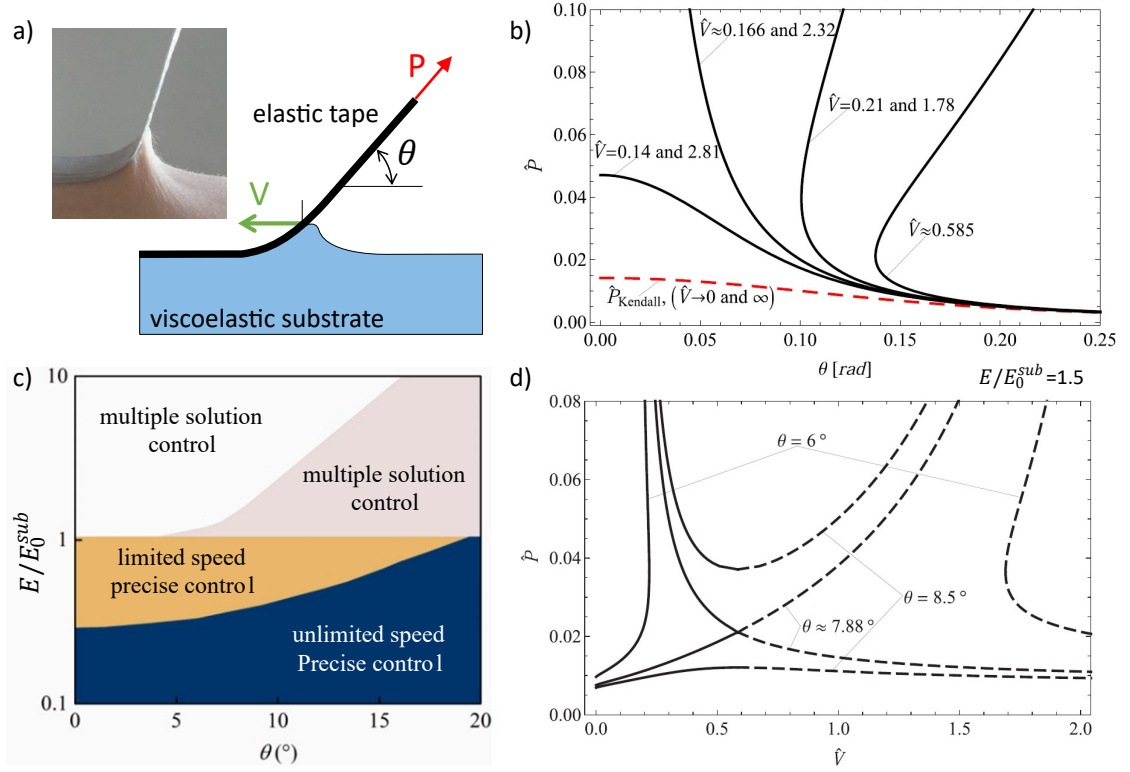 a)
P
elastic tape
θ
V
viscoelastic substrate
b)
0.10
0.08
0.06
0.04
0.02
0.00
P̂
V̂≈0.166 and 2.32
V̂=0.21 and 1.78
V̂=0.14 and 2.81
V̂≈0.585
P̂Kendall, (V̂→0 and ∞)
0.00 0.05 0.10 0.15 0.20 0.25
θ [rad]
c)
10
1
0.1
E/E₀ˢᵘᵇ
multiple solution
control
multiple solution
control
limited speed
precise control
unlimited speed
Precise control
0 5 10 15 20
θ (°)
d)
E/E₀ˢᵘᵇ=1.5
0.08
0.06
0.04
0.02
0.00
P̂
θ = 6 °
θ = 8.5 °
θ ≈ 7.88 °
0.0 0.5 1.0 1.5 2.0
V̂